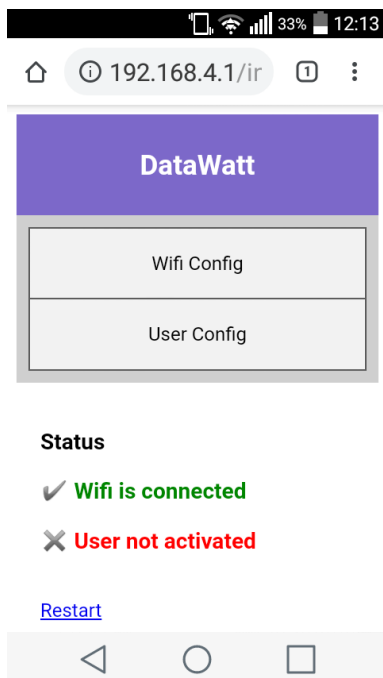 33% 12:13
192.168.4.1/ir 1
DataWatt
Wifi Config
User Config
Status
Wifi is connected
User not activated
Restart